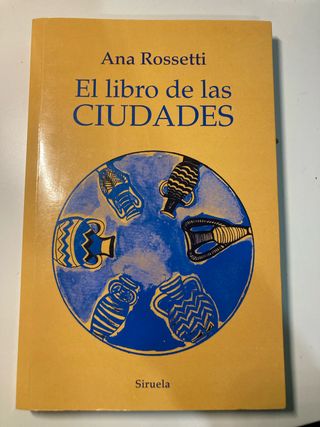 Ana Rossetti
El libro de las
CIUDADES
Siruela